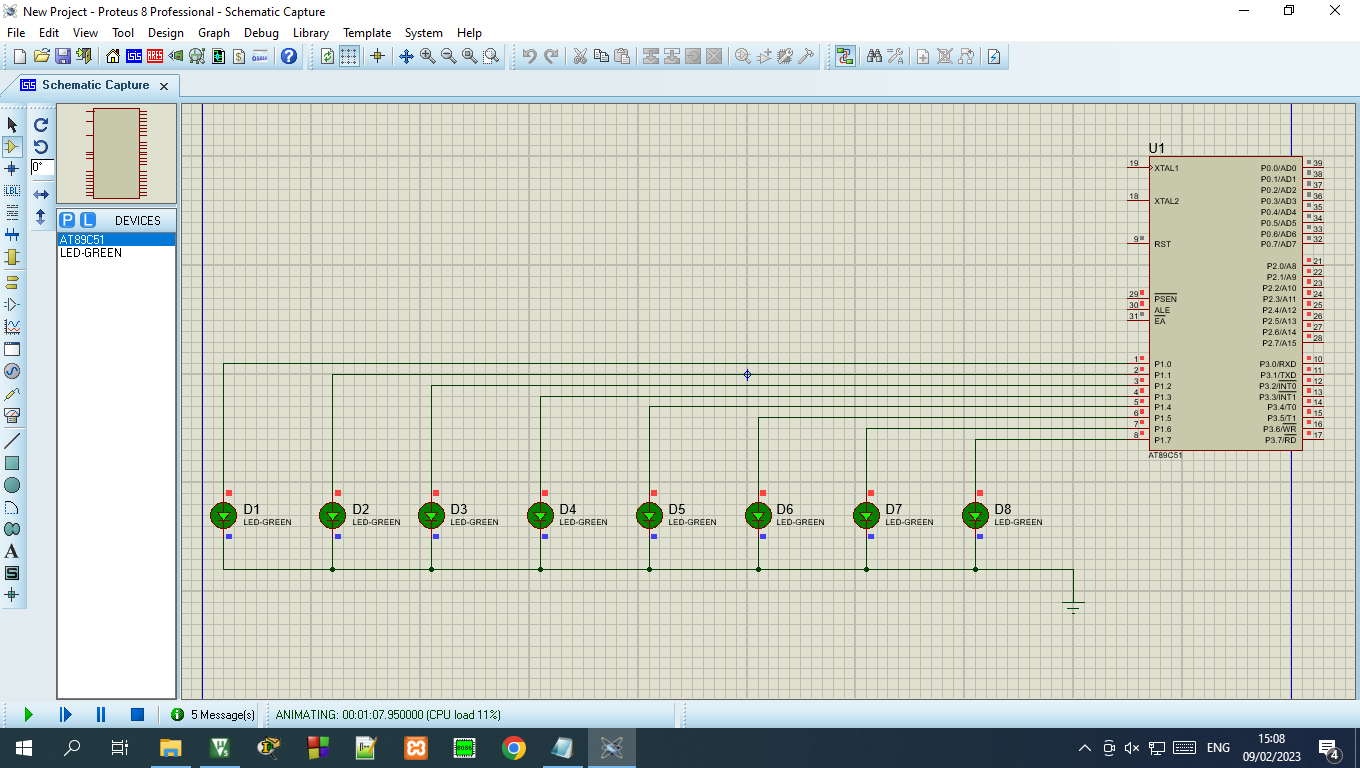 New Project - Proteus 8 Professional - Schematic Capture
File Edit View Tool Design Graph Debug Library Template System Help
Schematic Capture
0°
LBL
P L DEVICES
AT89C51
LED-GREEN
A
S
U1
19 XTAL1
18 XTAL2
9 RST
29 PSEN
30 ALE
31 EA
1 P1.0
2 P1.1
3 P1.2
4 P1.3
5 P1.4
6 P1.5
7 P1.6
8 P1.7
P0.0/AD0 39
P0.1/AD1 38
P0.2/AD2 37
P0.3/AD3 36
P0.4/AD4 35
P0.5/AD5 34
P0.6/AD6 33
P0.7/AD7 32
P2.0/A8 21
P2.1/A9 22
P2.2/A10 23
P2.3/A11 24
P2.4/A12 25
P2.5/A13 26
P2.6/A14 27
P2.7/A15 28
P3.0/RXD 10
P3.1/TXD 11
P3.2/INT0 12
P3.3/INT1 13
P3.4/T0 14
P3.5/T1 15
P3.6/WR 16
P3.7/RD 17
AT89C51
D1
LED-GREEN
D2
LED-GREEN
D3
LED-GREEN
D4
LED-GREEN
D5
LED-GREEN
D6
LED-GREEN
D7
LED-GREEN
D8
LED-GREEN
5 Message(s) ANIMATING: 00:01:07.950000 (CPU load 11%)
ENG
15:08
09/02/2023
4